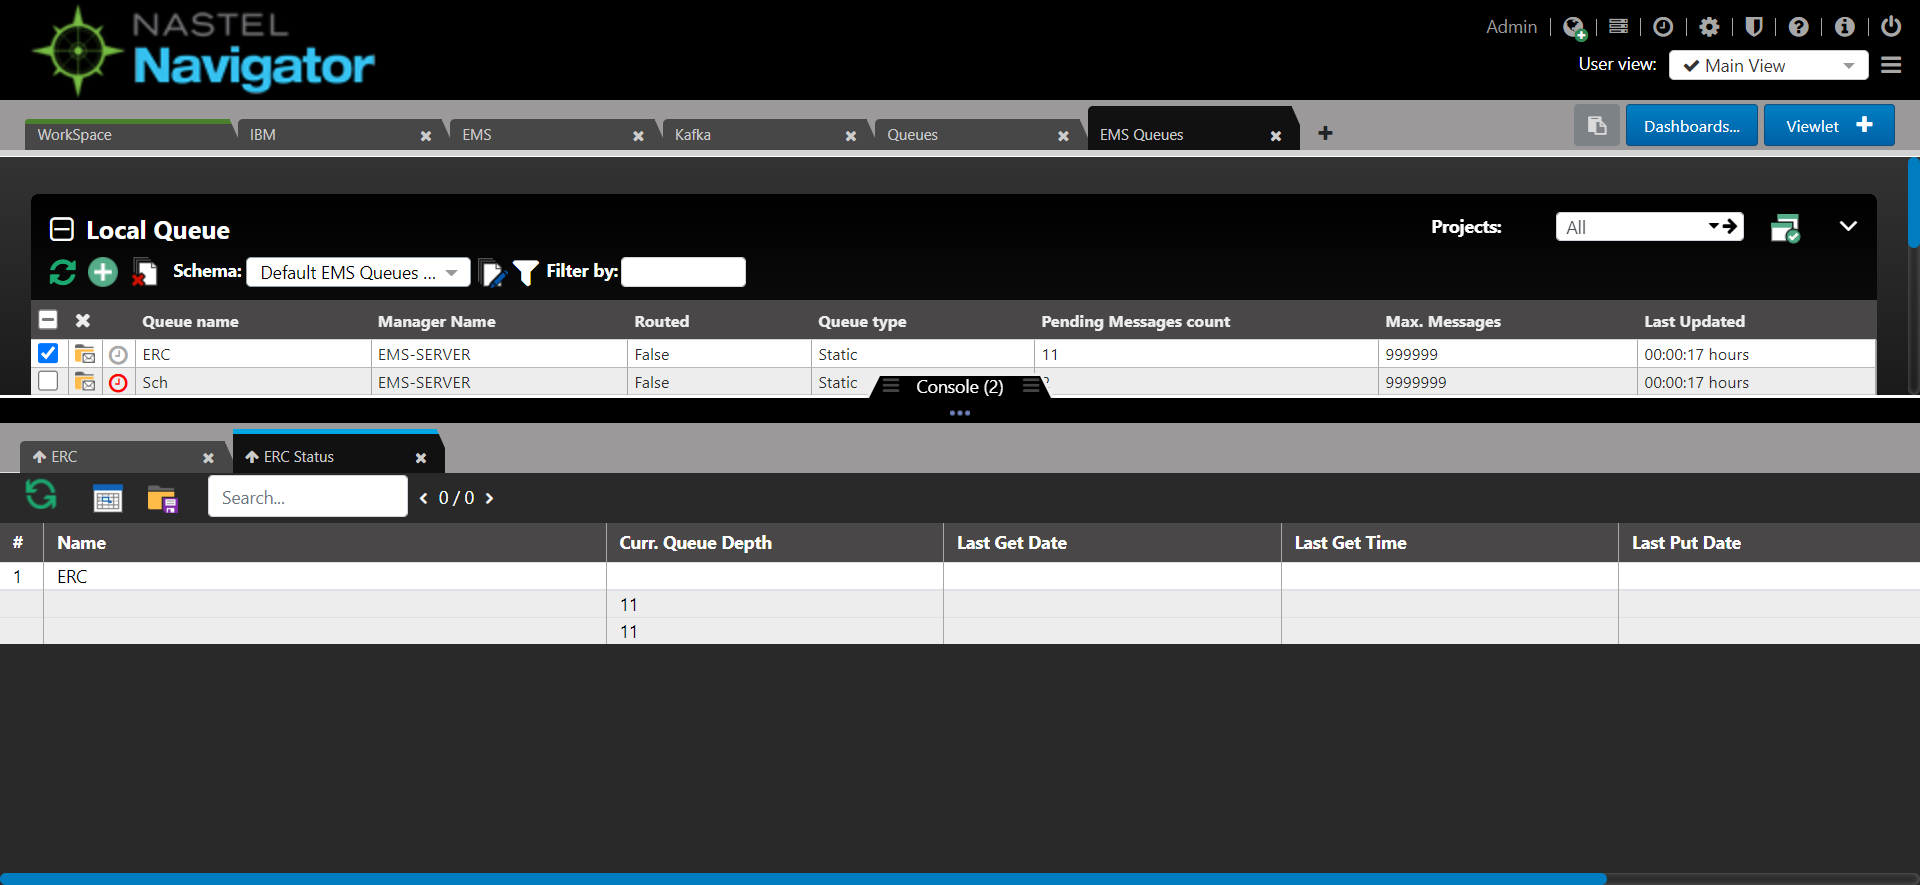 NASTEL
Navigator
Admin
User view: Main View
WorkSpace IBM EMS Kafka Queues EMS Queues
Dashboards... Viewlet
Local Queue
Projects: All
Schema: Default EMS Queues ... Filter by:
Queue name Manager Name Routed Queue type Pending Messages count Max. Messages Last Updated
ERC EMS-SERVER False Static 11 999999 00:00:17 hours
Sch EMS-SERVER False Static 9999999 00:00:17 hours
Console (2)
ERC ERC Status
Search... 0 / 0
# Name Curr. Queue Depth Last Get Date Last Get Time Last Put Date
1 ERC
11
11